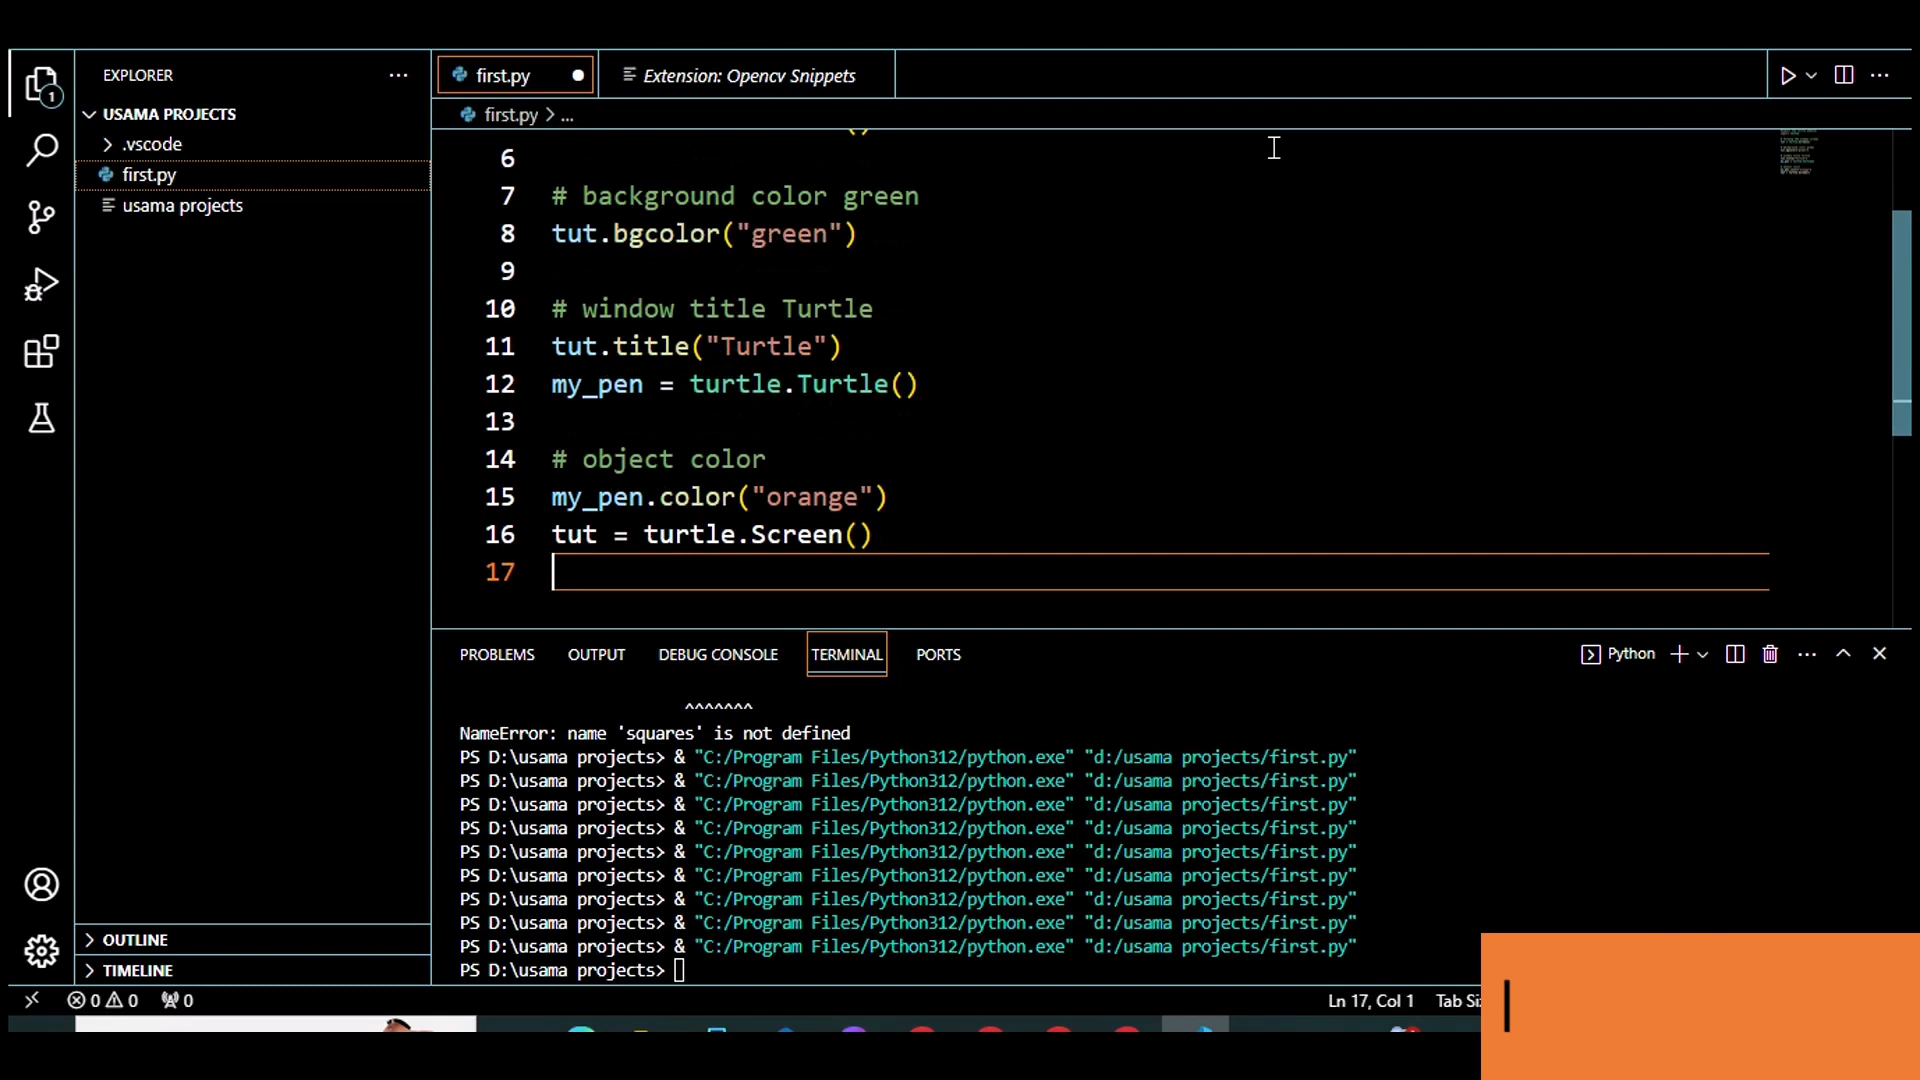 EXPLORER
USAMA PROJECTS
.vscode
first.py
usama projects
OUTLINE
TIMELINE
first.py
Extension: Opencv Snippets
first.py > ...
()
6
7 # background color green
8 tut.bgcolor("green")
9
10 # window title Turtle
11 tut.title("Turtle")
12 my_pen = turtle.Turtle()
13
14 # object color
15 my_pen.color("orange")
16 tut = turtle.Screen()
17
PROBLEMS OUTPUT DEBUG CONSOLE TERMINAL PORTS
Python
^^^^^^^
NameError: name 'squares' is not defined
PS D:\usama projects> & "C:/Program Files/Python312/python.exe" "d:/usama projects/first.py"
PS D:\usama projects> & "C:/Program Files/Python312/python.exe" "d:/usama projects/first.py"
PS D:\usama projects> & "C:/Program Files/Python312/python.exe" "d:/usama projects/first.py"
PS D:\usama projects> & "C:/Program Files/Python312/python.exe" "d:/usama projects/first.py"
PS D:\usama projects> & "C:/Program Files/Python312/python.exe" "d:/usama projects/first.py"
PS D:\usama projects> & "C:/Program Files/Python312/python.exe" "d:/usama projects/first.py"
PS D:\usama projects> & "C:/Program Files/Python312/python.exe" "d:/usama projects/first.py"
PS D:\usama projects> & "C:/Program Files/Python312/python.exe" "d:/usama projects/first.py"
PS D:\usama projects> & "C:/Program Files/Python312/python.exe" "d:/usama projects/first.py"
PS D:\usama projects>
1
0 0 0
Ln 17, Col 1 Tab